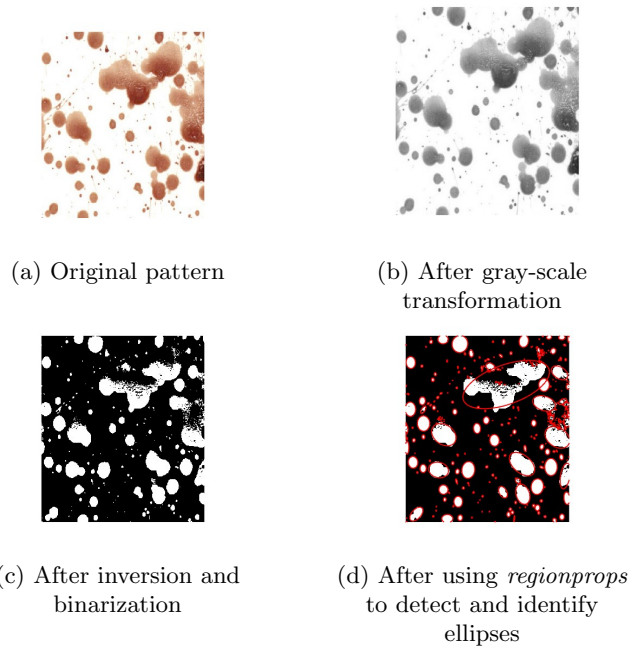 (a) Original pattern
(b) After gray-scale
transformation
c) After inversion and
binarization
(d) After using regionprops
to detect and identify
ellipses